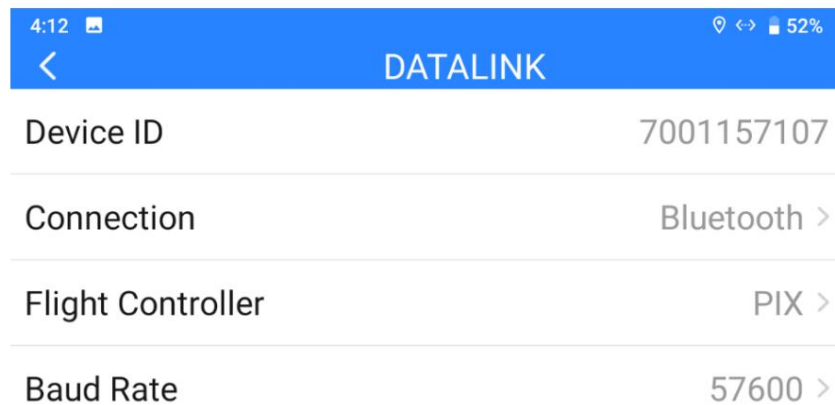 4:12 52%
DATALINK
Device ID 7001157107
Connection Bluetooth
Flight Controller PIX
Baud Rate 57600